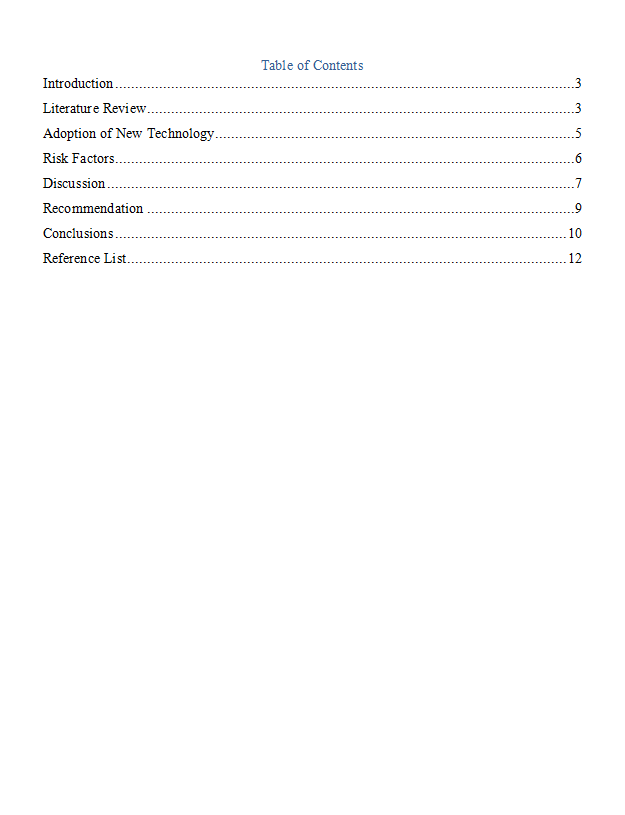 Table of Contents
Introduction....................................................................................................................3
Literature Review...........................................................................................................3
Adoption of New Technology..........................................................................................5
Risk Factors...................................................................................................................6
Discussion......................................................................................................................7
Recommendation ...........................................................................................................9
Conclusions..................................................................................................................10
Reference List...............................................................................................................12